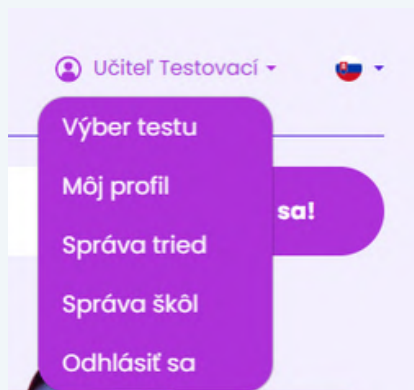 Učiteľ Testovací
Výber testu
Môj profil
sa!
Správa tried
Správa škôl
Odhlásiť sa